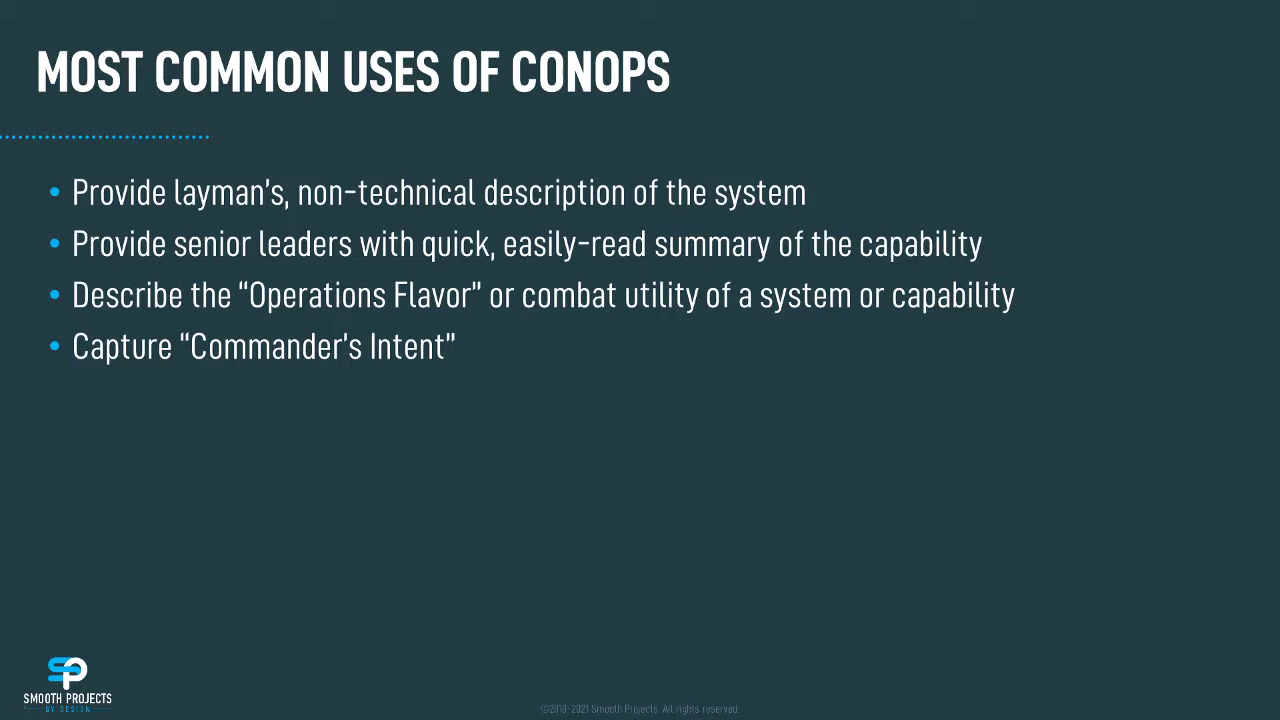 MOST COMMON USES OF CONOPS
• Provide layman's, non-technical description of the system
• Provide senior leaders with quick, easily-read summary of the capability
• Describe the “Operations Flavor” or combat utility of a system or capability
• Capture “Commander's Intent”
SP
SMOOTH PROJECTS
BY DESIGN
©2010-2021 Smooth Projects. All rights reserved.